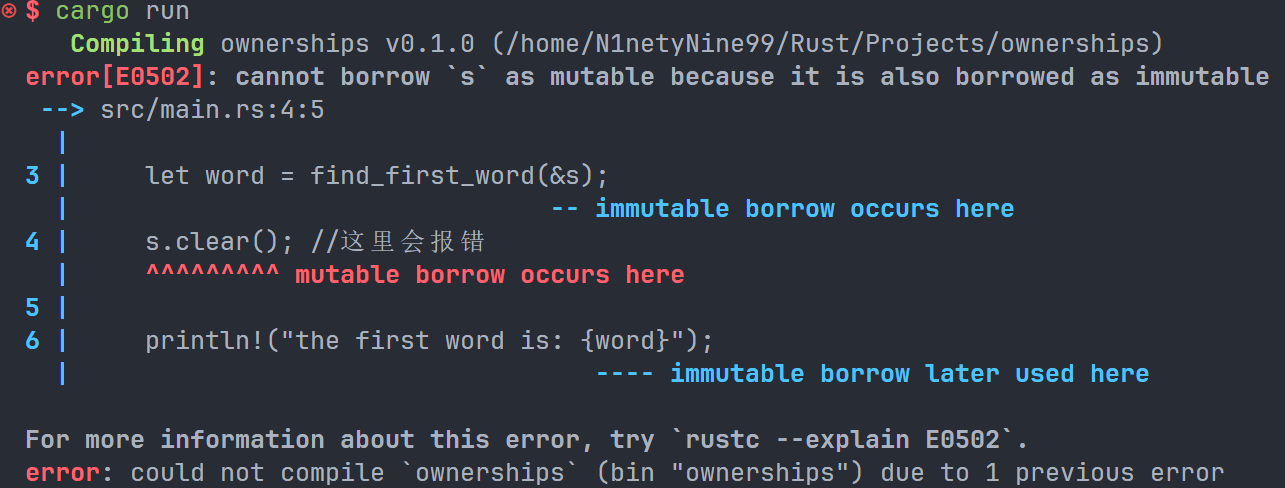 $ cargo run
   Compiling ownerships v0.1.0 (/home/N1netyNine99/Rust/Projects/ownerships)
error[E0502]: cannot borrow `s` as mutable because it is also borrowed as immutable
 --> src/main.rs:4:5
  |
3 |     let word = find_first_word(&s);
  |                                -- immutable borrow occurs here
4 |     s.clear(); //这里会报错
  |     ^^^^^^^^^ mutable borrow occurs here
5 |
6 |     println!("the first word is: {word}");
  |                                   ---- immutable borrow later used here
For more information about this error, try `rustc --explain E0502`.
error: could not compile `ownerships` (bin "ownerships") due to 1 previous error